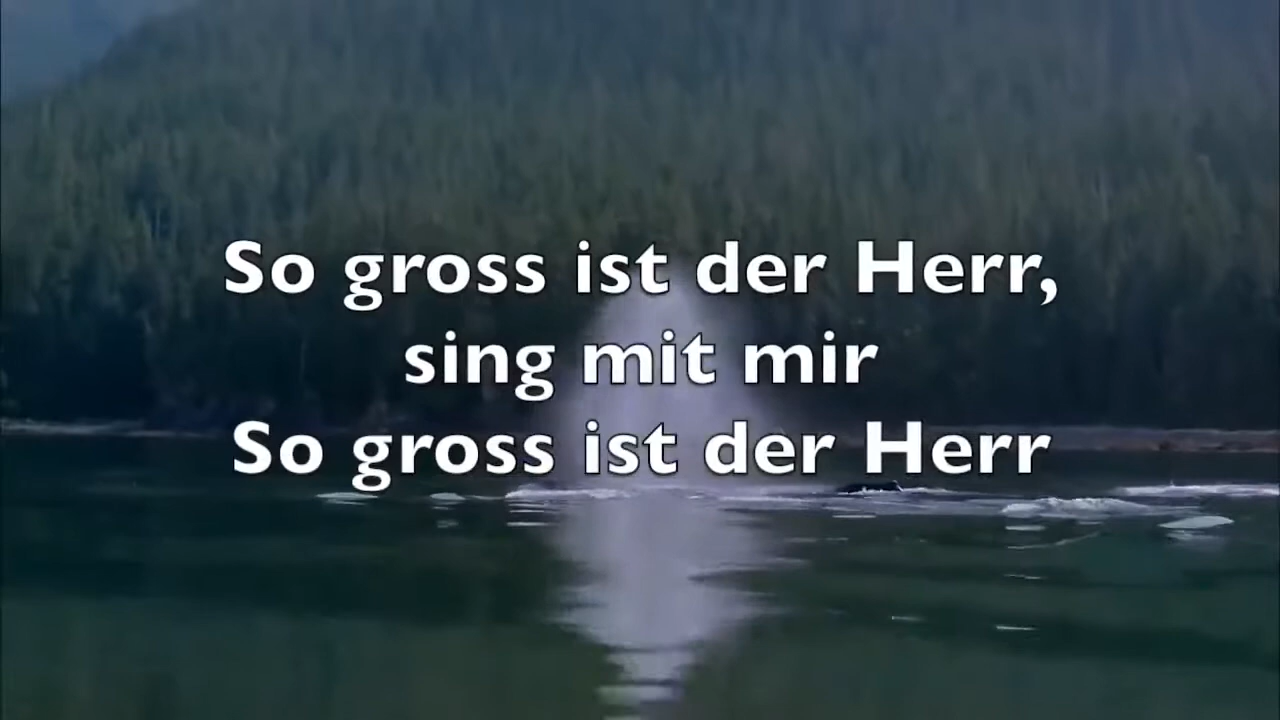 So gross ist der Herr,
sing mit mir
So gross ist der Herr